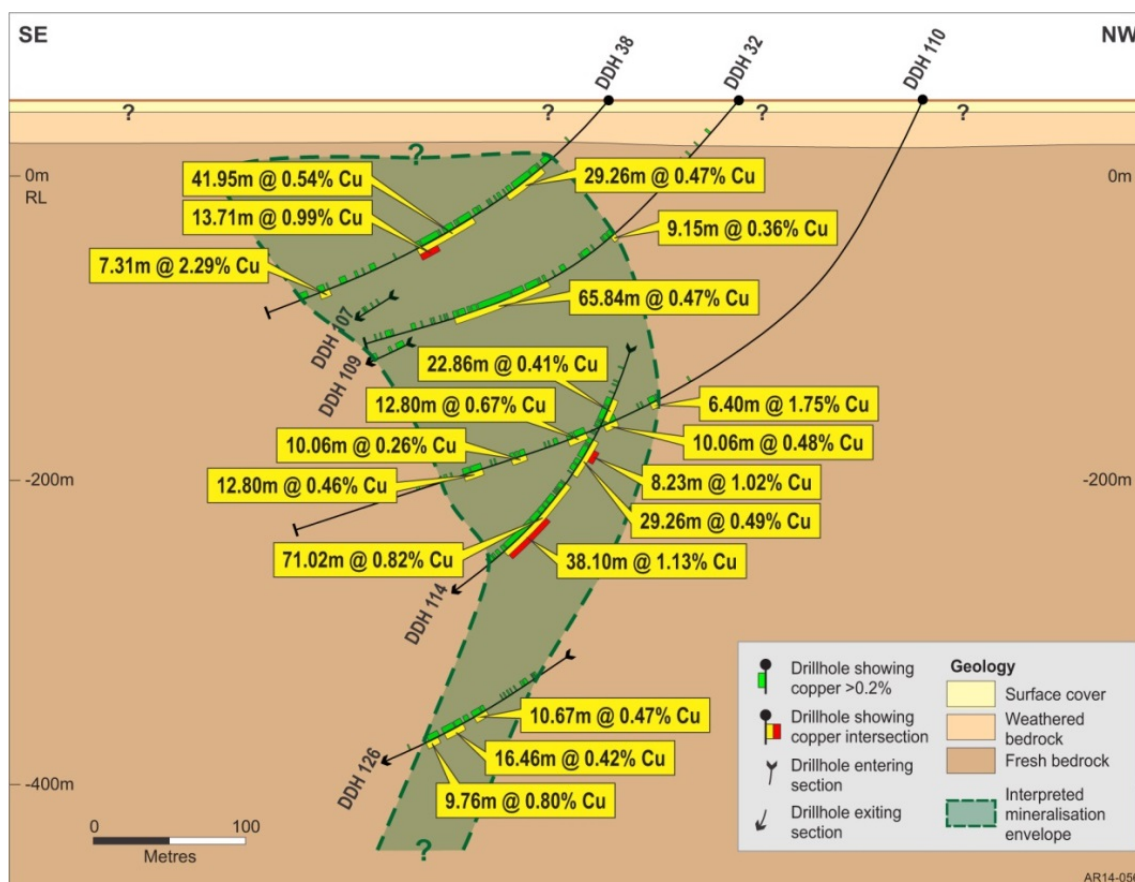 SE
NW
DDH 38
DDH 32
DDH 110
?
?
?
?
?
0m
RL
0m
41.95m @ 0.54% Cu
29.26m @ 0.47% Cu
13.71m @ 0.99% Cu
9.15m @ 0.36% Cu
7.31m @ 2.29% Cu
65.84m @ 0.47% Cu
DDH 107
DDH 109
22.86m @ 0.41% Cu
12.80m @ 0.67% Cu
6.40m @ 1.75% Cu
10.06m @ 0.26% Cu
10.06m @ 0.48% Cu
-200m
-200m
12.80m @ 0.46% Cu
8.23m @ 1.02% Cu
29.26m @ 0.49% Cu
71.02m @ 0.82% Cu
38.10m @ 1.13% Cu
DDH 114
10.67m @ 0.47% Cu
16.46m @ 0.42% Cu
DDH 126
9.76m @ 0.80% Cu
-400m
?
0
100
Metres
Drillhole showing
copper >0.2%
Drillhole showing
copper intersection
Drillhole entering
section
Drillhole exiting
section
Geology
Surface cover
Weathered
bedrock
Fresh bedrock
Interpreted
mineralisation
envelope